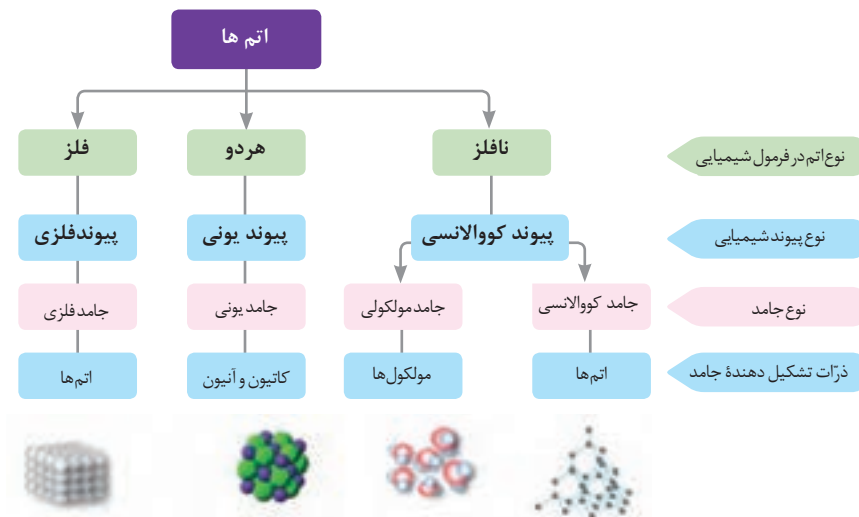 اتم ها
نافلز
هردو
فلز
نوع اتم در فرمول شیمیایی
پیوند کووالانسی
پیوند یونی
پیوندفلزی
نوع پیوند شیمیایی
جامد کووالانسی
جامد مولکولی
جامد یونی
جامد فلزی
نوع جامد
اتم‌ها
مولکول‌ها
کاتیون و آنیون
اتم‌ها
ذرّات تشکیل دهندۀ جامد